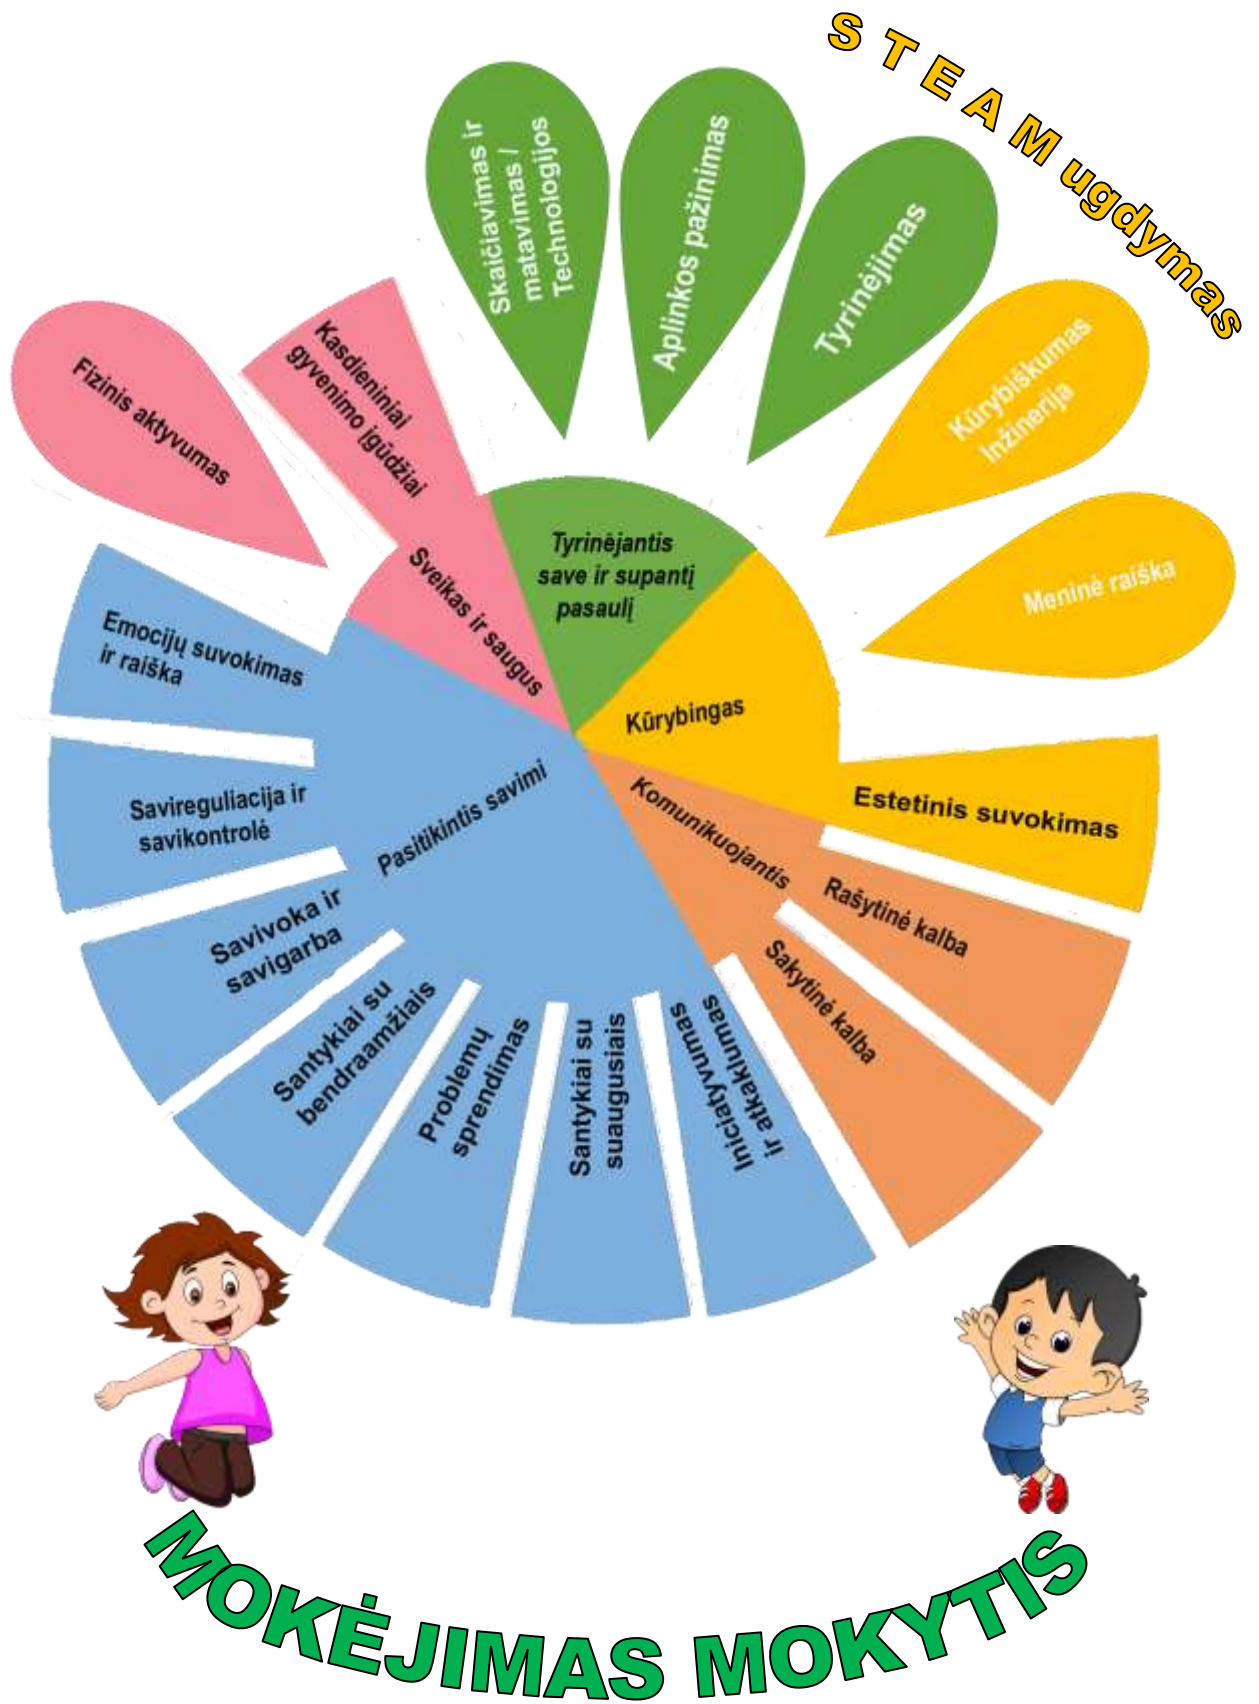 STEAM ugdymas
Skaičiavimas ir
matavimas /
Technologijos
Aplinkos pažinimas
Tyrinėjimas
Kūrybiškumas
Inžinerija
Meninė raiška
Fizinis aktyvumas
Kasdieniniai
gyvenimo įgūdžiai
Sveikas ir saugus
Tyrinėjantis
save ir supantį
pasaulį
Kūrybingas
Estetinis suvokimas
Komunikuojantis
Rašytinė kalba
Sakytinė kalba
Pasitikintis savimi
Emocijų suvokimas
ir raiška
Savireguliacija ir
savikontrolė
Savivoka ir
savigarba
Santykiai su
bendraamžiais
Problemų
sprendimas
Santykiai su
suaugusiais
Iniciatyvumas
ir atkaklumas
MOKĖJIMAS MOKYTIS